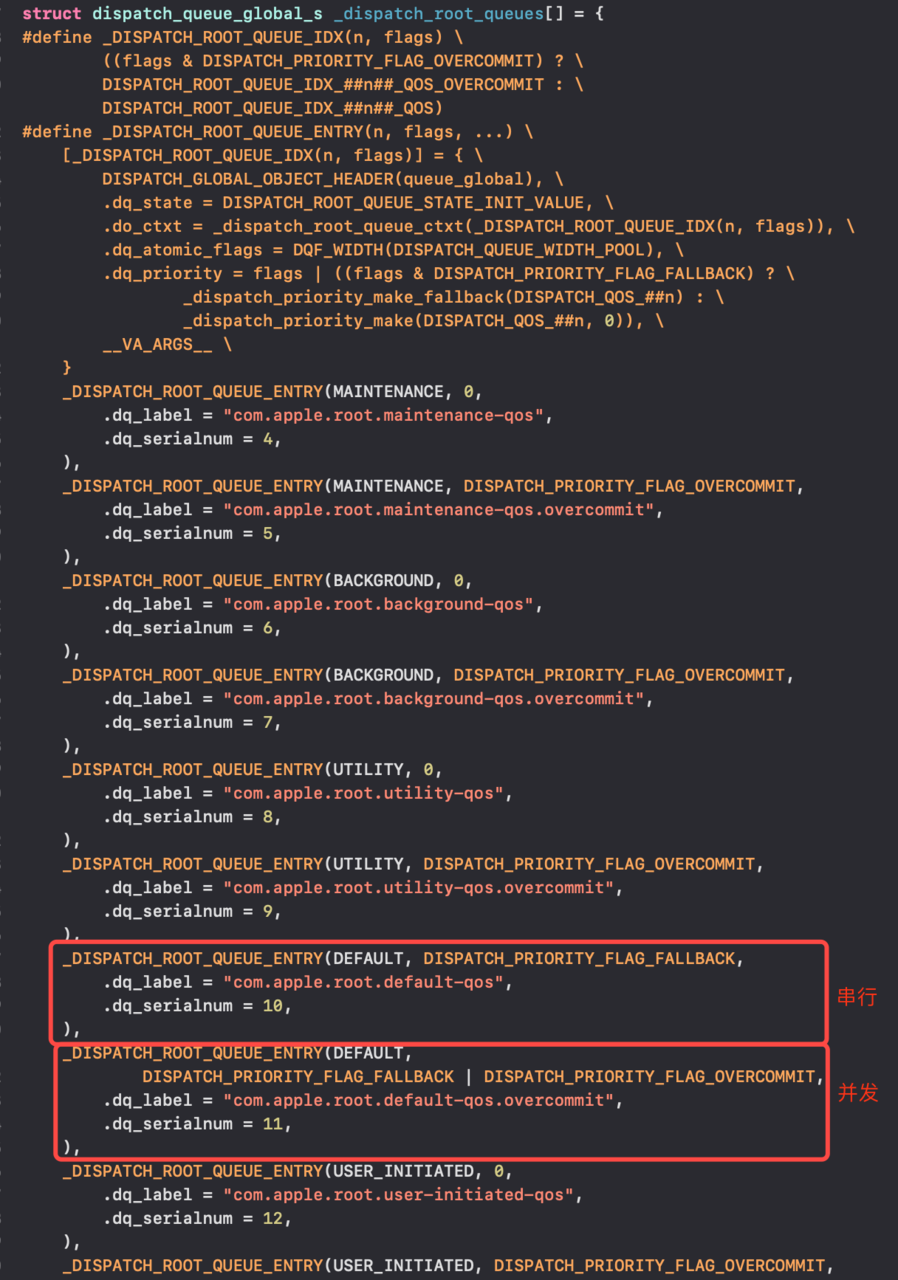 struct dispatch_queue_global_s _dispatch_root_queues[] = {
#define _DISPATCH_ROOT_QUEUE_IDX(n, flags) \
((flags & DISPATCH_PRIORITY_FLAG_OVERCOMMIT) ? \
DISPATCH_ROOT_QUEUE_IDX_##n##_QOS_OVERCOMMIT : \
DISPATCH_ROOT_QUEUE_IDX_##n##_QOS)
#define _DISPATCH_ROOT_QUEUE_ENTRY(n, flags, ...) \
[_DISPATCH_ROOT_QUEUE_IDX(n, flags)] = { \
DISPATCH_GLOBAL_OBJECT_HEADER(queue_global), \
.dq_state = DISPATCH_ROOT_QUEUE_STATE_INIT_VALUE, \
.do_ctxt = _dispatch_root_queue_ctxt(_DISPATCH_ROOT_QUEUE_IDX(n, flags)), \
.dq_atomic_flags = DQF_WIDTH(DISPATCH_QUEUE_WIDTH_POOL), \
.dq_priority = flags | ((flags & DISPATCH_PRIORITY_FLAG_FALLBACK) ? \
_dispatch_priority_make_fallback(DISPATCH_QOS_##n) : \
_dispatch_priority_make(DISPATCH_QOS_##n, 0)), \
__VA_ARGS__ \
}
_DISPATCH_ROOT_QUEUE_ENTRY(MAINTENANCE, 0,
.dq_label = "com.apple.root.maintenance-qos",
.dq_serialnum = 4,
),
_DISPATCH_ROOT_QUEUE_ENTRY(MAINTENANCE, DISPATCH_PRIORITY_FLAG_OVERCOMMIT,
.dq_label = "com.apple.root.maintenance-qos.overcommit",
.dq_serialnum = 5,
),
_DISPATCH_ROOT_QUEUE_ENTRY(BACKGROUND, 0,
.dq_label = "com.apple.root.background-qos",
.dq_serialnum = 6,
),
_DISPATCH_ROOT_QUEUE_ENTRY(BACKGROUND, DISPATCH_PRIORITY_FLAG_OVERCOMMIT,
.dq_label = "com.apple.root.background-qos.overcommit",
.dq_serialnum = 7,
),
_DISPATCH_ROOT_QUEUE_ENTRY(UTILITY, 0,
.dq_label = "com.apple.root.utility-qos",
.dq_serialnum = 8,
),
_DISPATCH_ROOT_QUEUE_ENTRY(UTILITY, DISPATCH_PRIORITY_FLAG_OVERCOMMIT,
.dq_label = "com.apple.root.utility-qos.overcommit",
.dq_serialnum = 9,
),
_DISPATCH_ROOT_QUEUE_ENTRY(DEFAULT, DISPATCH_PRIORITY_FLAG_FALLBACK,
.dq_label = "com.apple.root.default-qos",
串行
.dq_serialnum = 10,
),
_DISPATCH_ROOT_QUEUE_ENTRY(DEFAULT,
DISPATCH_PRIORITY_FLAG_FALLBACK | DISPATCH_PRIORITY_FLAG_OVERCOMMIT,
并发
.dq_label = "com.apple.root.default-qos.overcommit",
.dq_serialnum = 11,
),
_DISPATCH_ROOT_QUEUE_ENTRY(USER_INITIATED, 0,
.dq_label = "com.apple.root.user-initiated-qos",
.dq_serialnum = 12,
),
_DISPATCH_ROOT_QUEUE_ENTRY(USER_INITIATED, DISPATCH_PRIORITY_FLAG_OVERCOMMIT,